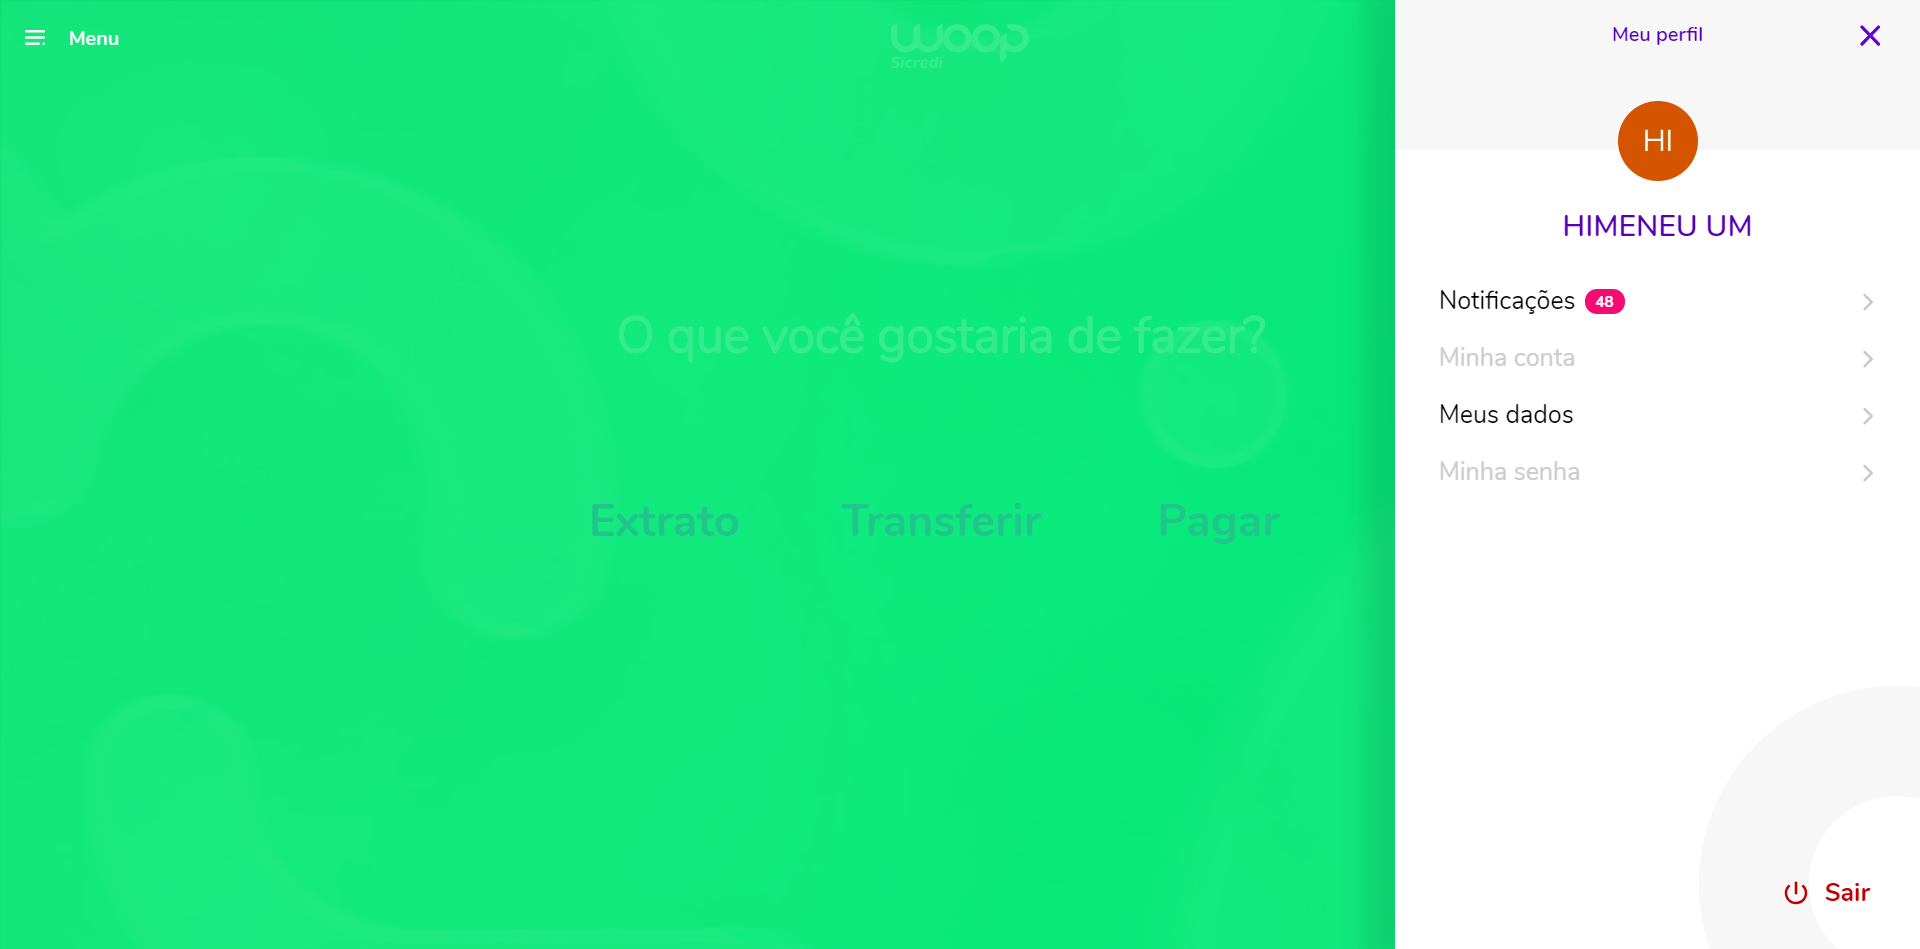 Menu
woop
Sicredi
O que você gostaria de fazer?
Extrato Transferir Pagar
Meu perfil
HI
HIMENEU UM
Notificações 48
Minha conta
Meus dados
Minha senha
Sair